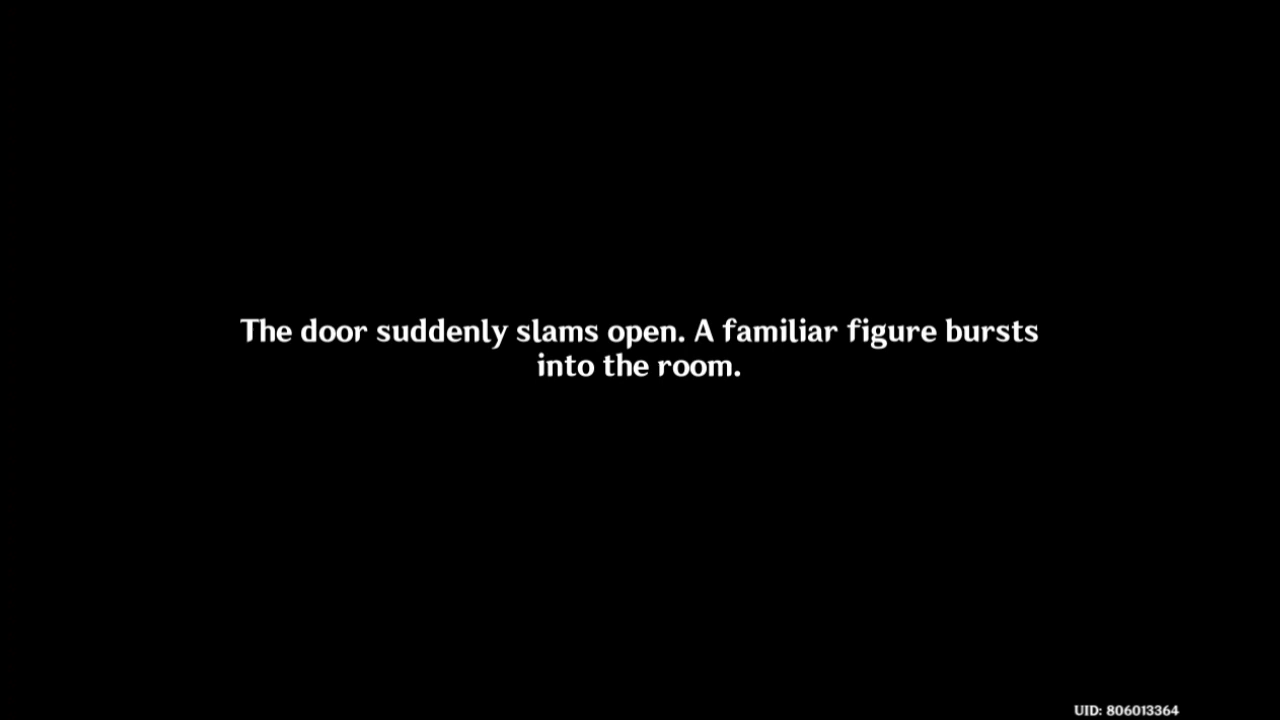 The door suddenly slams open. A familiar figure bursts
into the room.
UID: 806013364